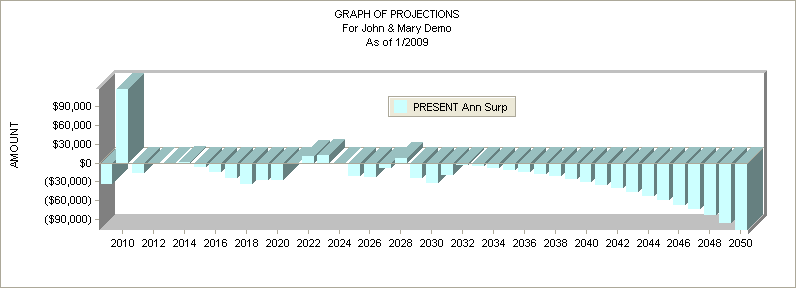 GRAPH OF PROJECTIONS
For John & Mary Demo
As of 1/2009
PRESENT Ann Surp
AMOUNT
$90,000
$60,000
$30,000
$0
($30,000)
($60,000)
($90,000)
2010 2012 2014 2016 2018 2020 2022 2024 2026 2028 2030 2032 2034 2036 2038 2040 2042 2044 2046 2048 2050